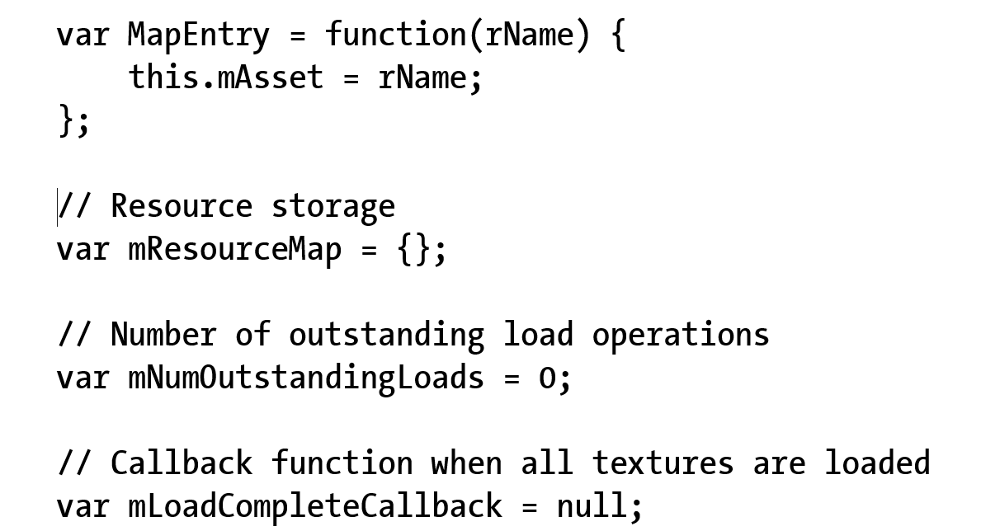 var MapEntry = function(rName) {
    this.mAsset = rName;
};

// Resource storage
var mResourceMap = {};

// Number of outstanding load operations
var mNumOutstandingLoads = 0;

// Callback function when all textures are loaded
var mLoadCompleteCallback = null;